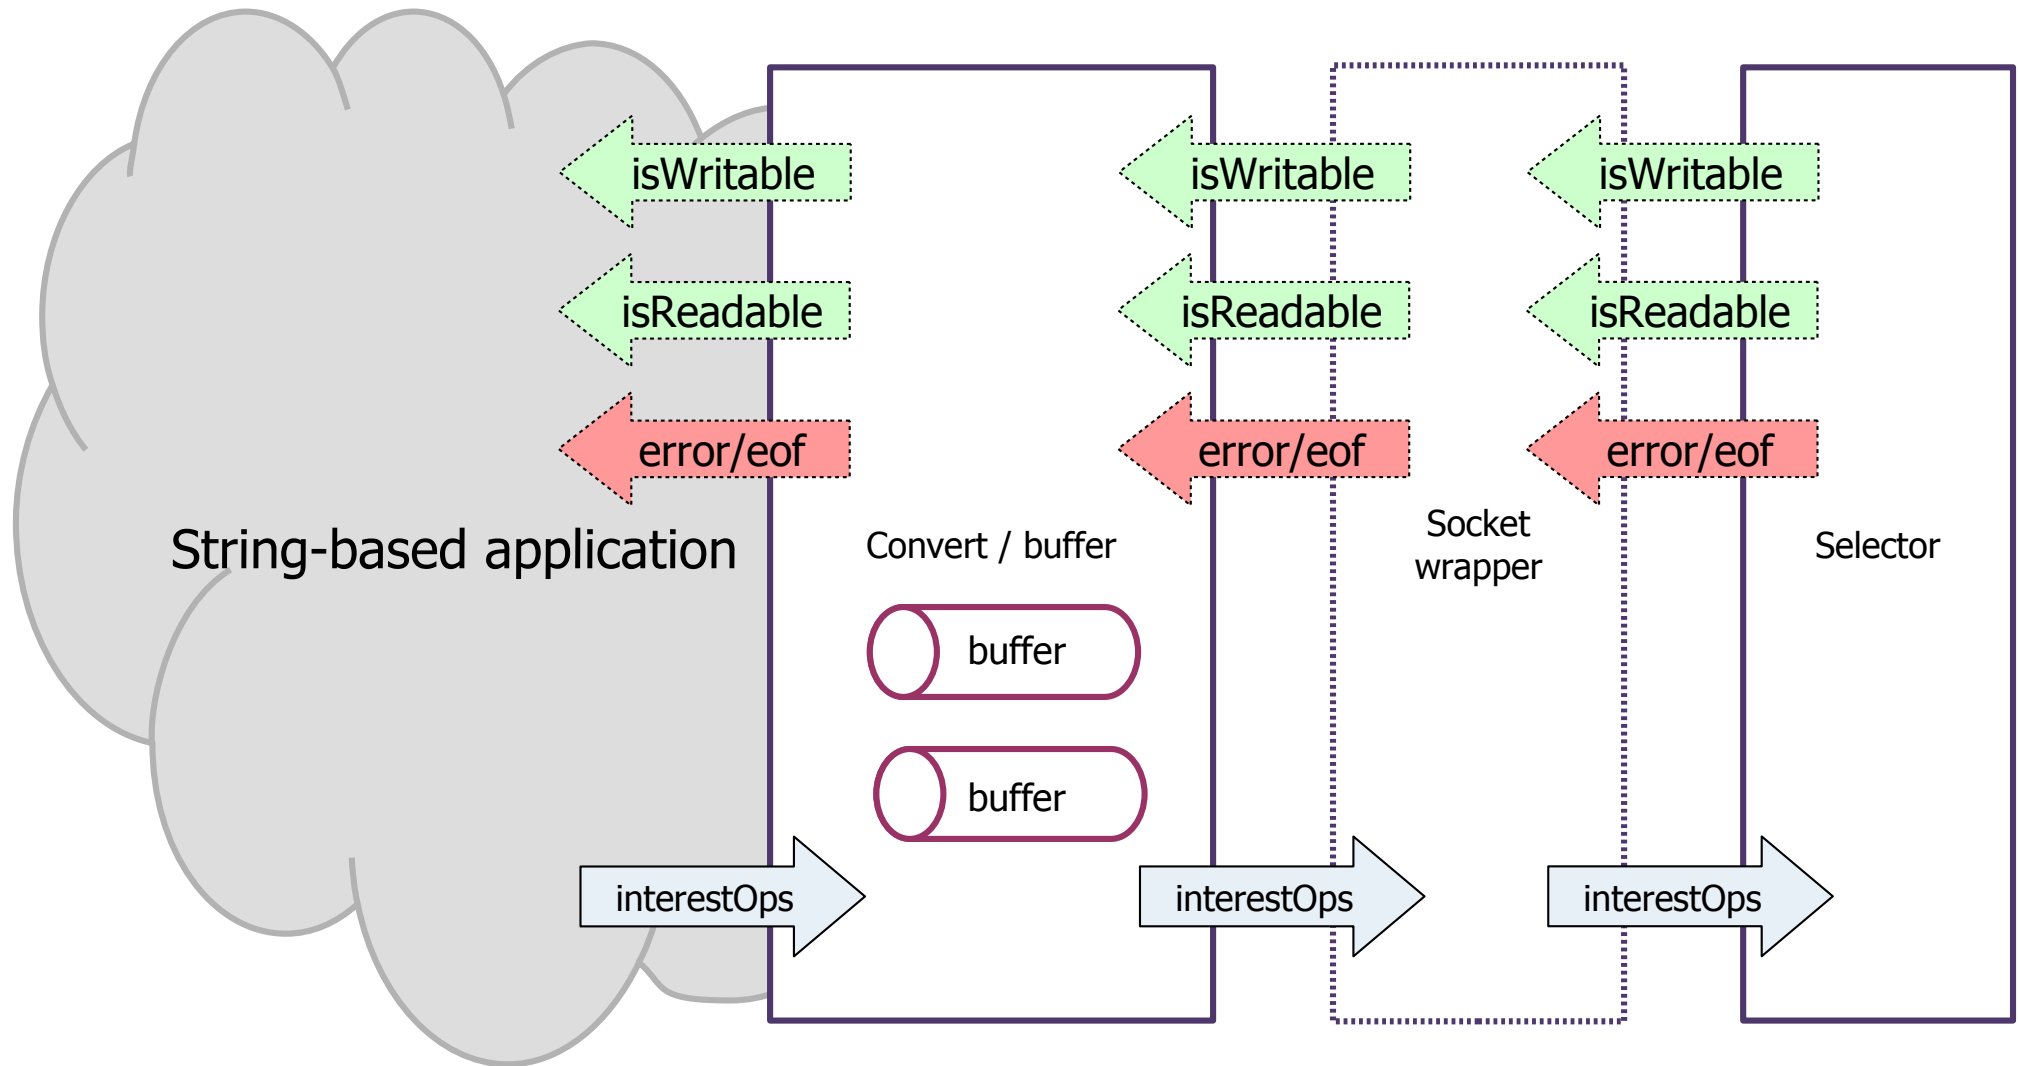 isWritable isWritable isWritable
isReadable isReadable isReadable
error/eof error/eof error/eof
String-based application
Convert / buffer
Socket
wrapper
Selector
buffer
buffer
interestOps interestOps interestOps